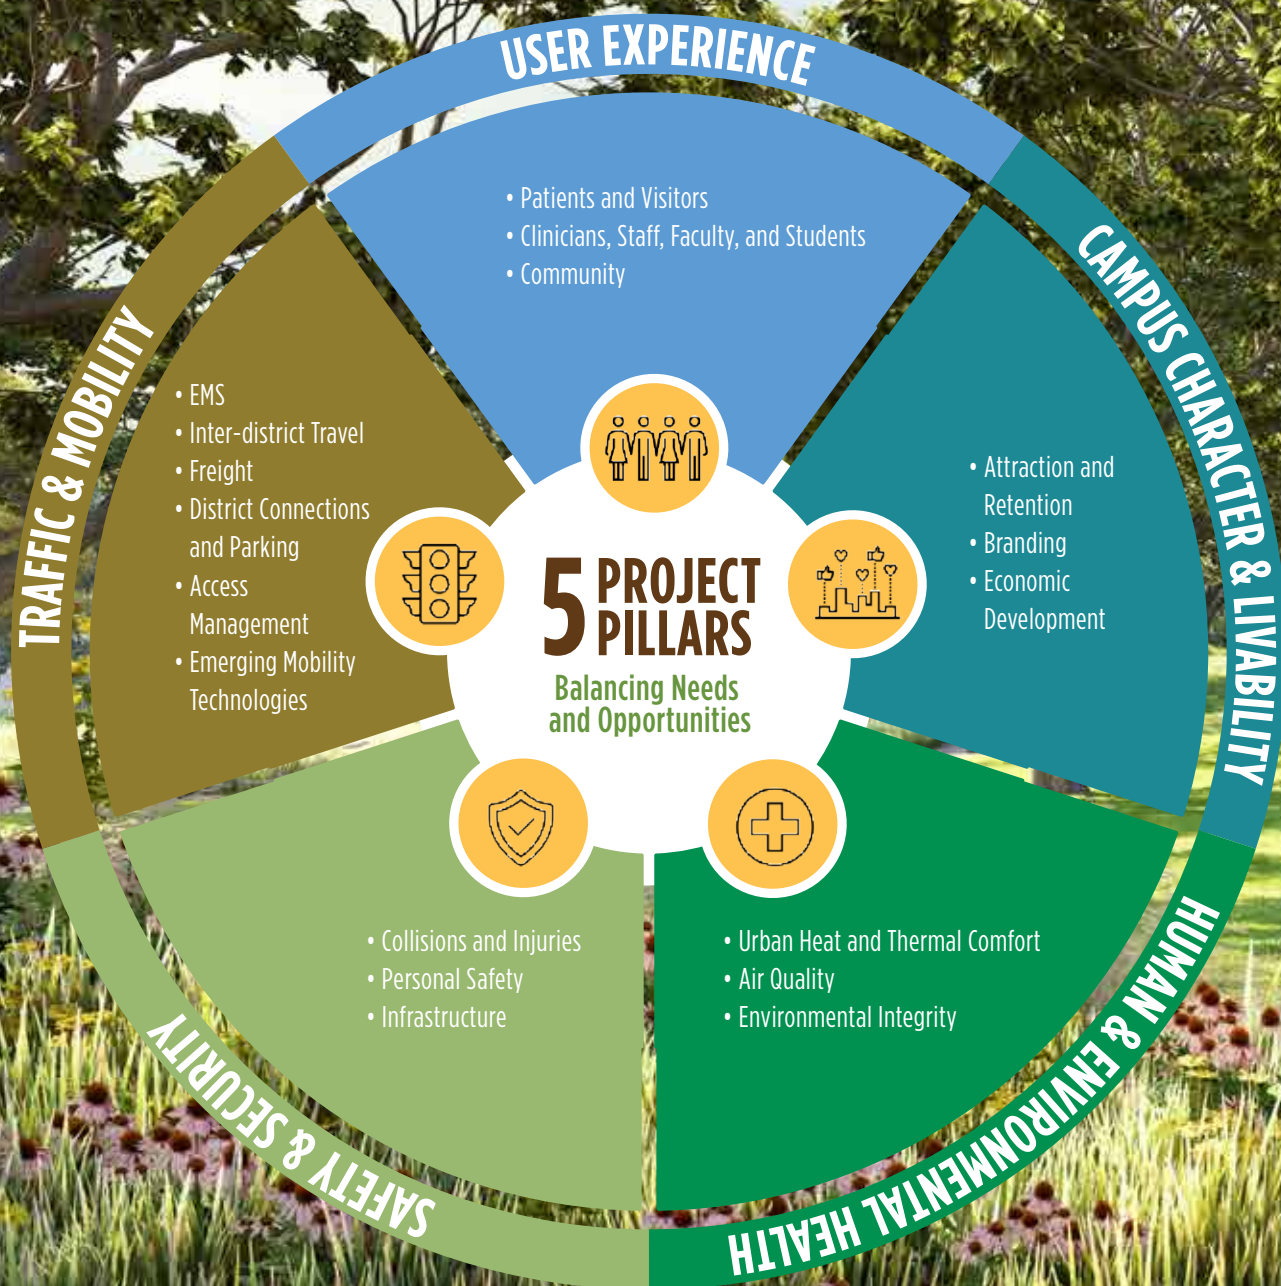 USER EXPERIENCE
• Patients and Visitors
• Clinicians, Staff, Faculty, and Students
• Community
CAMPUS CHARACTER & LIVABILITY
• Attraction and
Retention
• Branding
• Economic
Development
HUMAN & ENVIRONMENTAL HEALTH
• Urban Heat and Thermal Comfort
• Air Quality
• Environmental Integrity
SAFETY & SECURITY
• Collisions and Injuries
• Personal Safety
• Infrastructure
TRAFFIC & MOBILITY
• EMS
• Inter-district Travel
• Freight
• District Connections
and Parking
• Access
Management
• Emerging Mobility
Technologies
5 PROJECT
PILLARS
Balancing Needs
and Opportunities